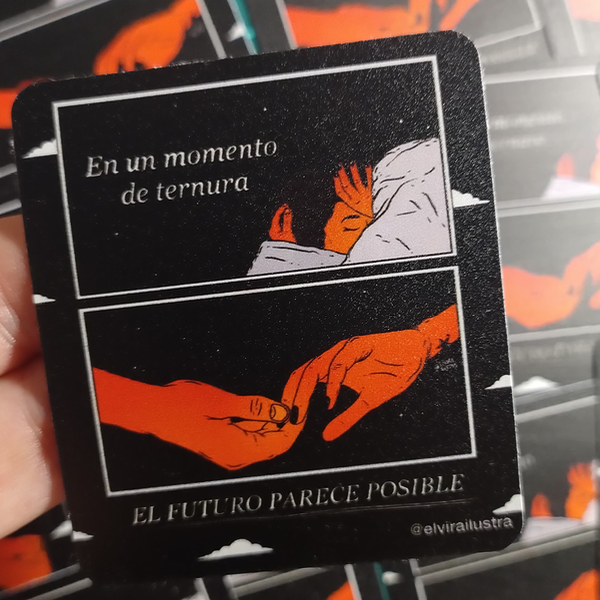 En un momento
de ternura
EL FUTURO PARECE POSIBLE
@elvirailustra